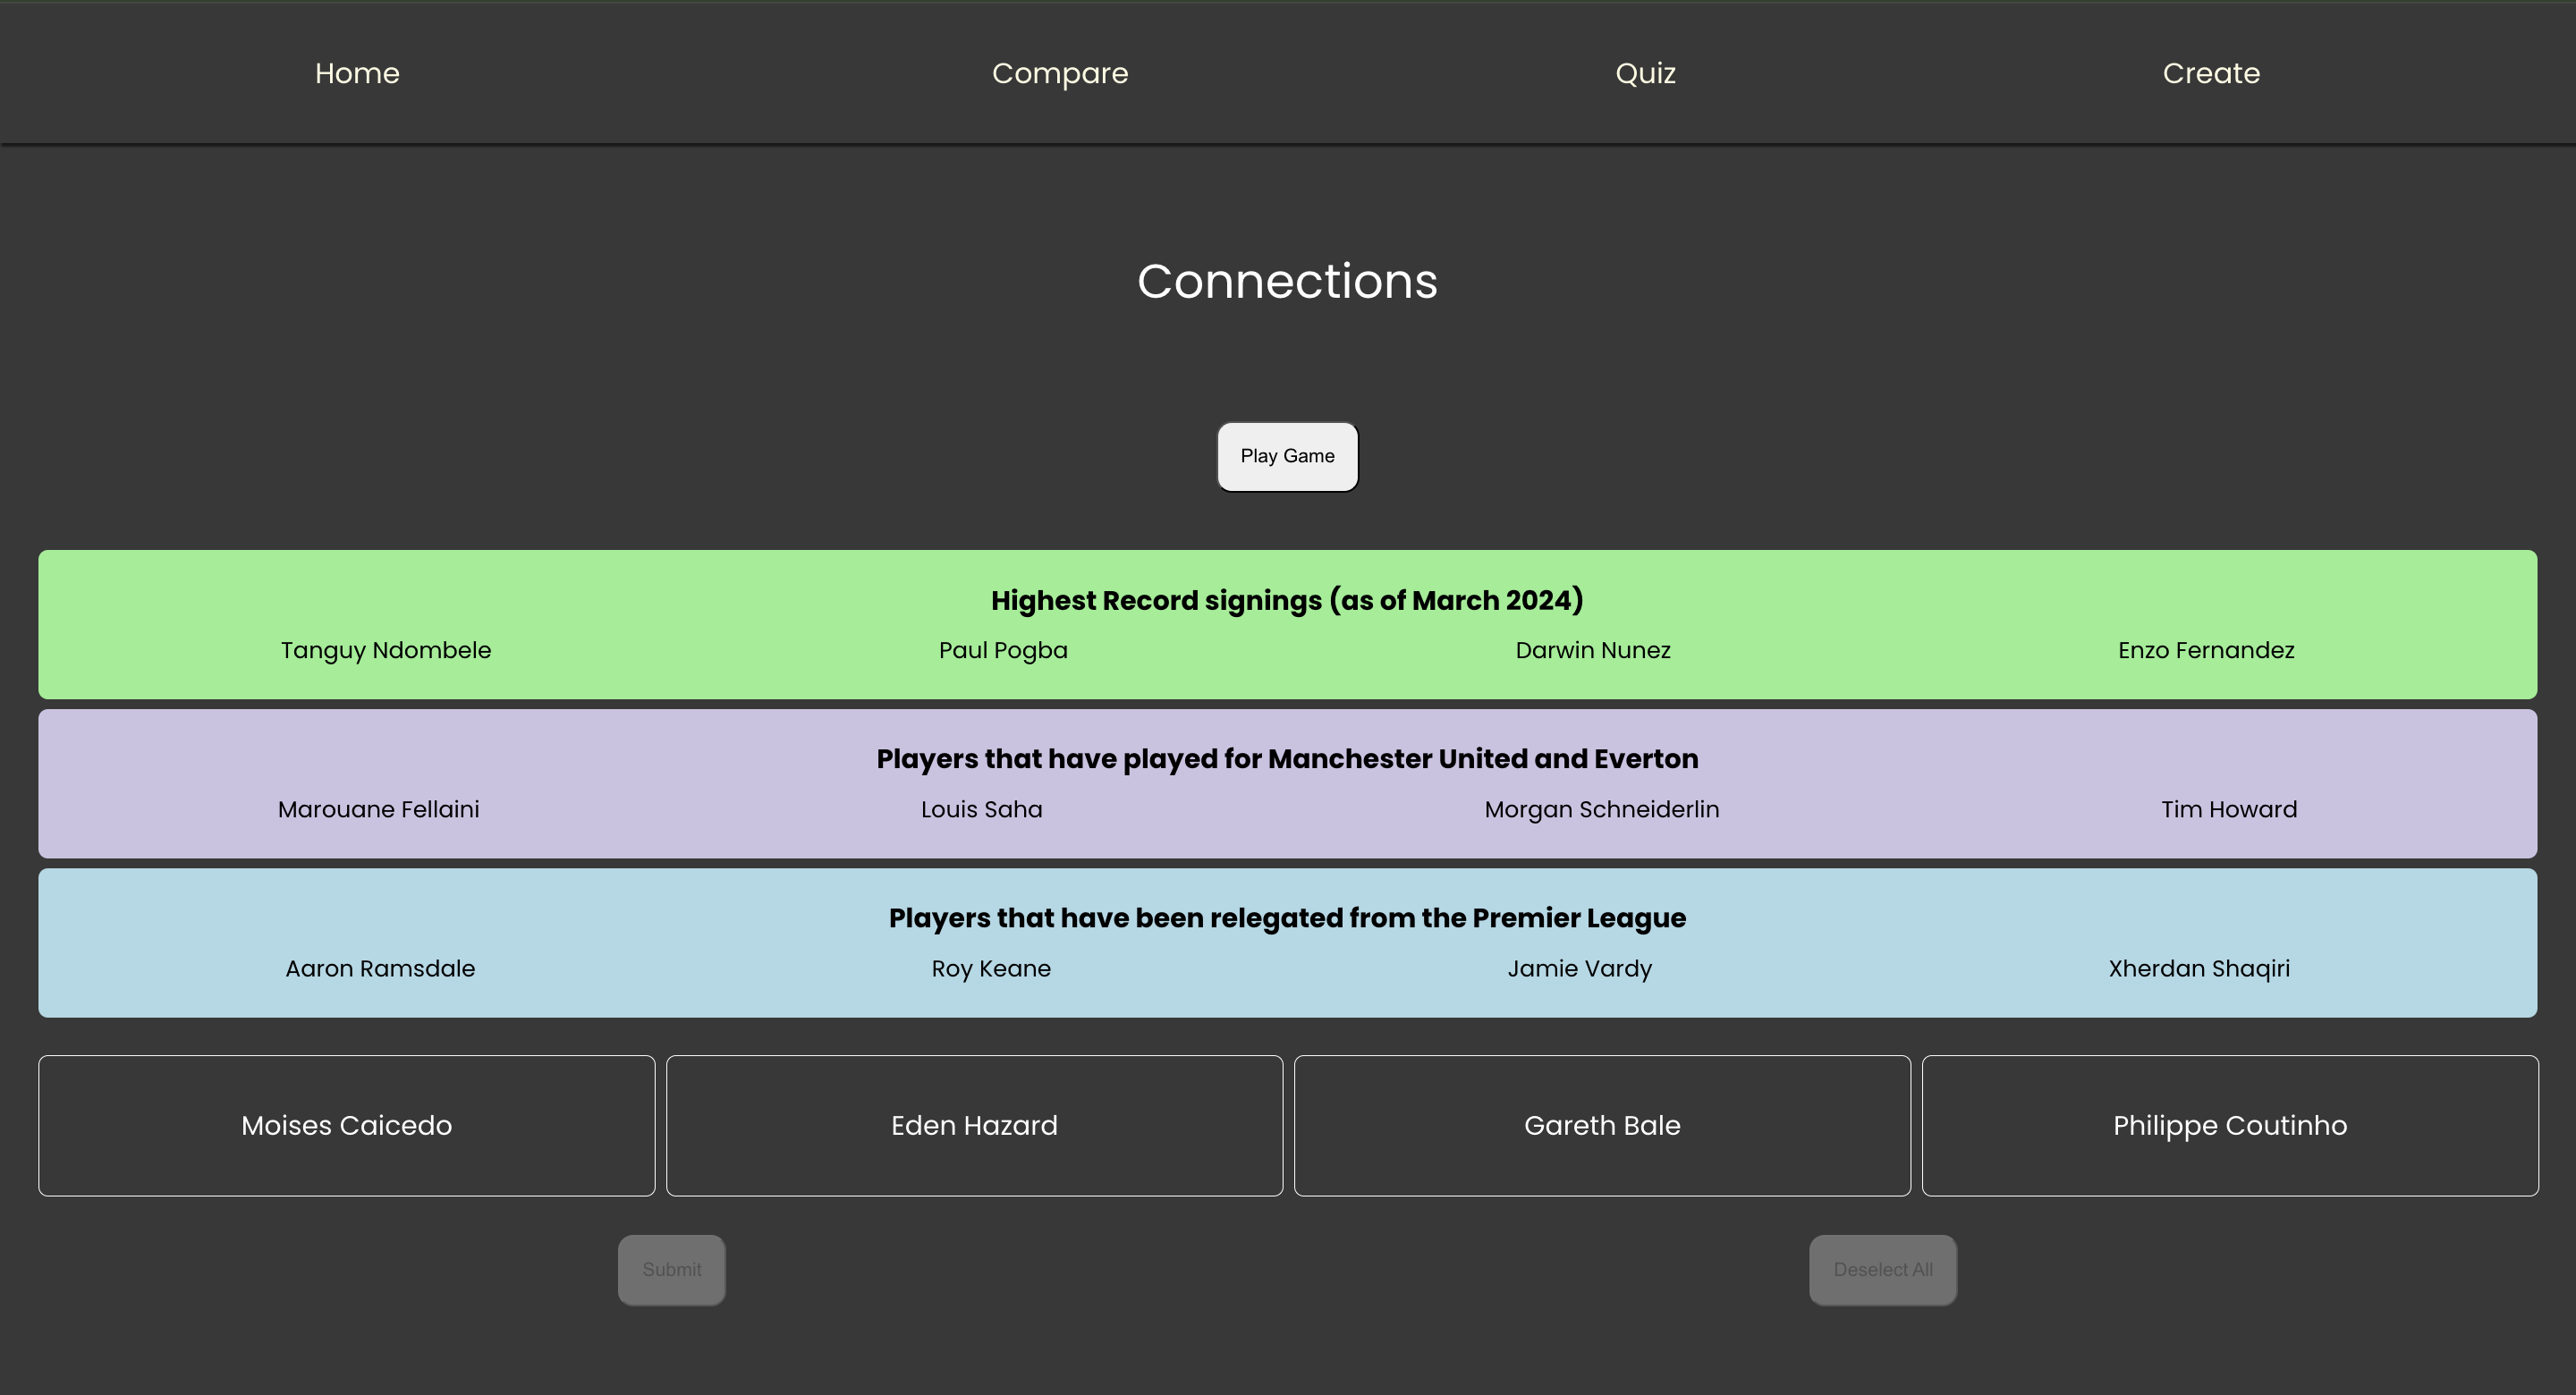 Home Compare Quiz Create
Connections
Play Game
Highest Record signings (as of March 2024)
Tanguy Ndombele Paul Pogba Darwin Nunez Enzo Fernandez
Players that have played for Manchester United and Everton
Marouane Fellaini Louis Saha Morgan Schneiderlin Tim Howard
Players that have been relegated from the Premier League
Aaron Ramsdale Roy Keane Jamie Vardy Xherdan Shaqiri
Moises Caicedo Eden Hazard Gareth Bale Philippe Coutinho
Submit Deselect All